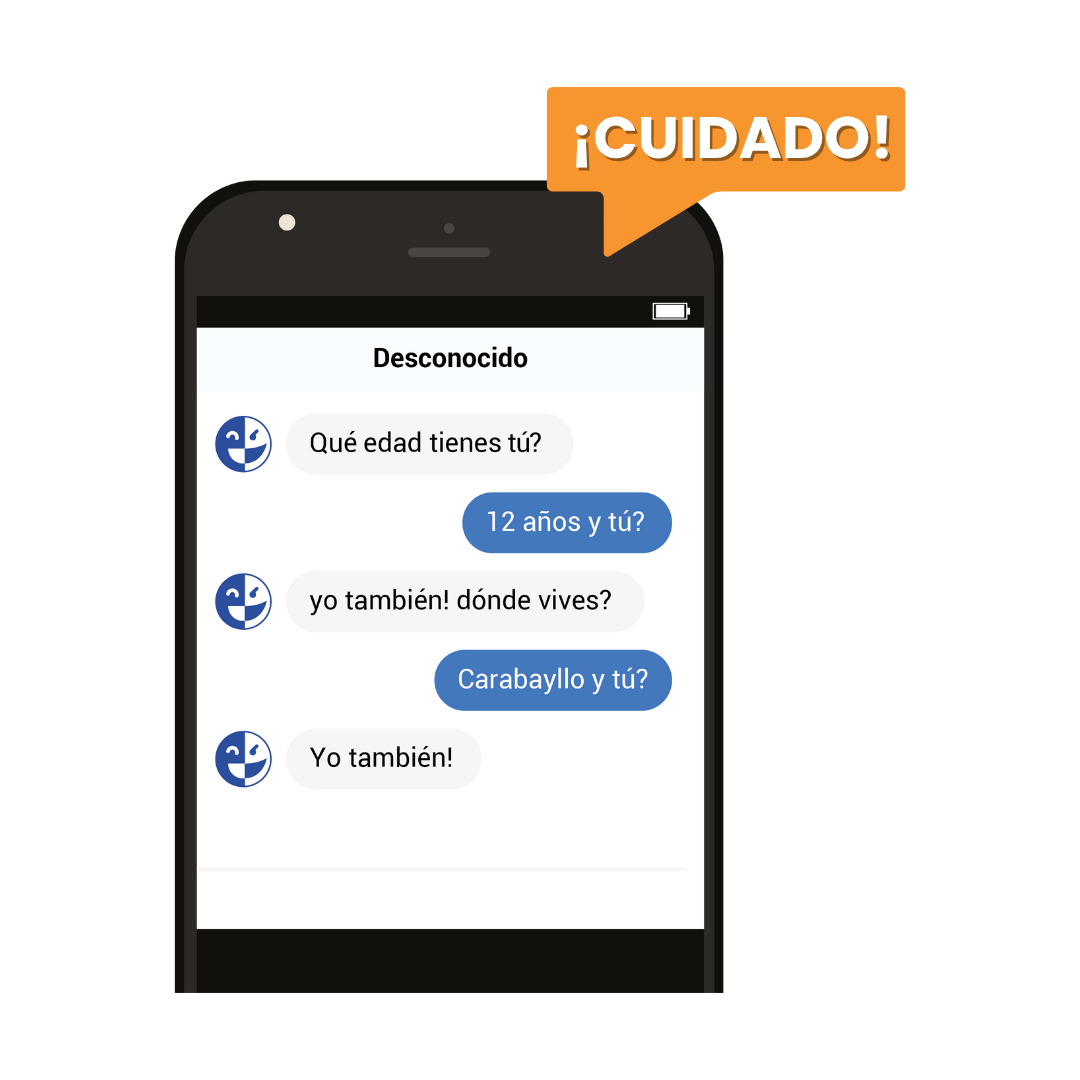 ¡CUIDADO!
Desconocido
Qué edad tienes tú?
12 años y tú?
yo también! dónde vives?
Carabayllo y tú?
Yo también!